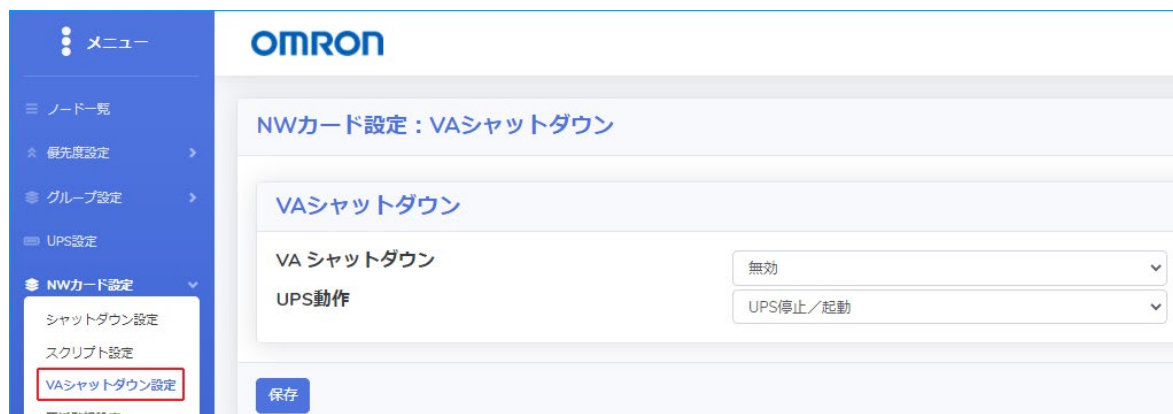 メニュー
OMRON
ノード一覧
優先度設定
グループ設定
UPS設定
NWカード設定
シャットダウン設定
スクリプト設定
VAシャットダウン設定
NWカード設定：VAシャットダウン
VAシャットダウン
VA シャットダウン
無効
UPS動作
UPS停止／起動
保存